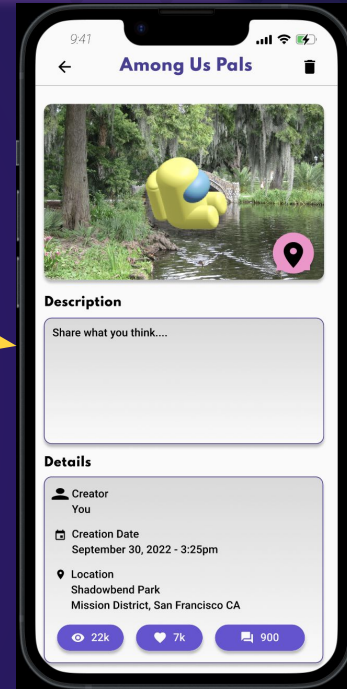 9:41
Among Us Pals
Description
Share what you think....
Details
Creator
You
Creation Date
September 30, 2022 - 3:25pm
Location
Shadowbend Park
Mission District, San Francisco CA
22k 7k 900